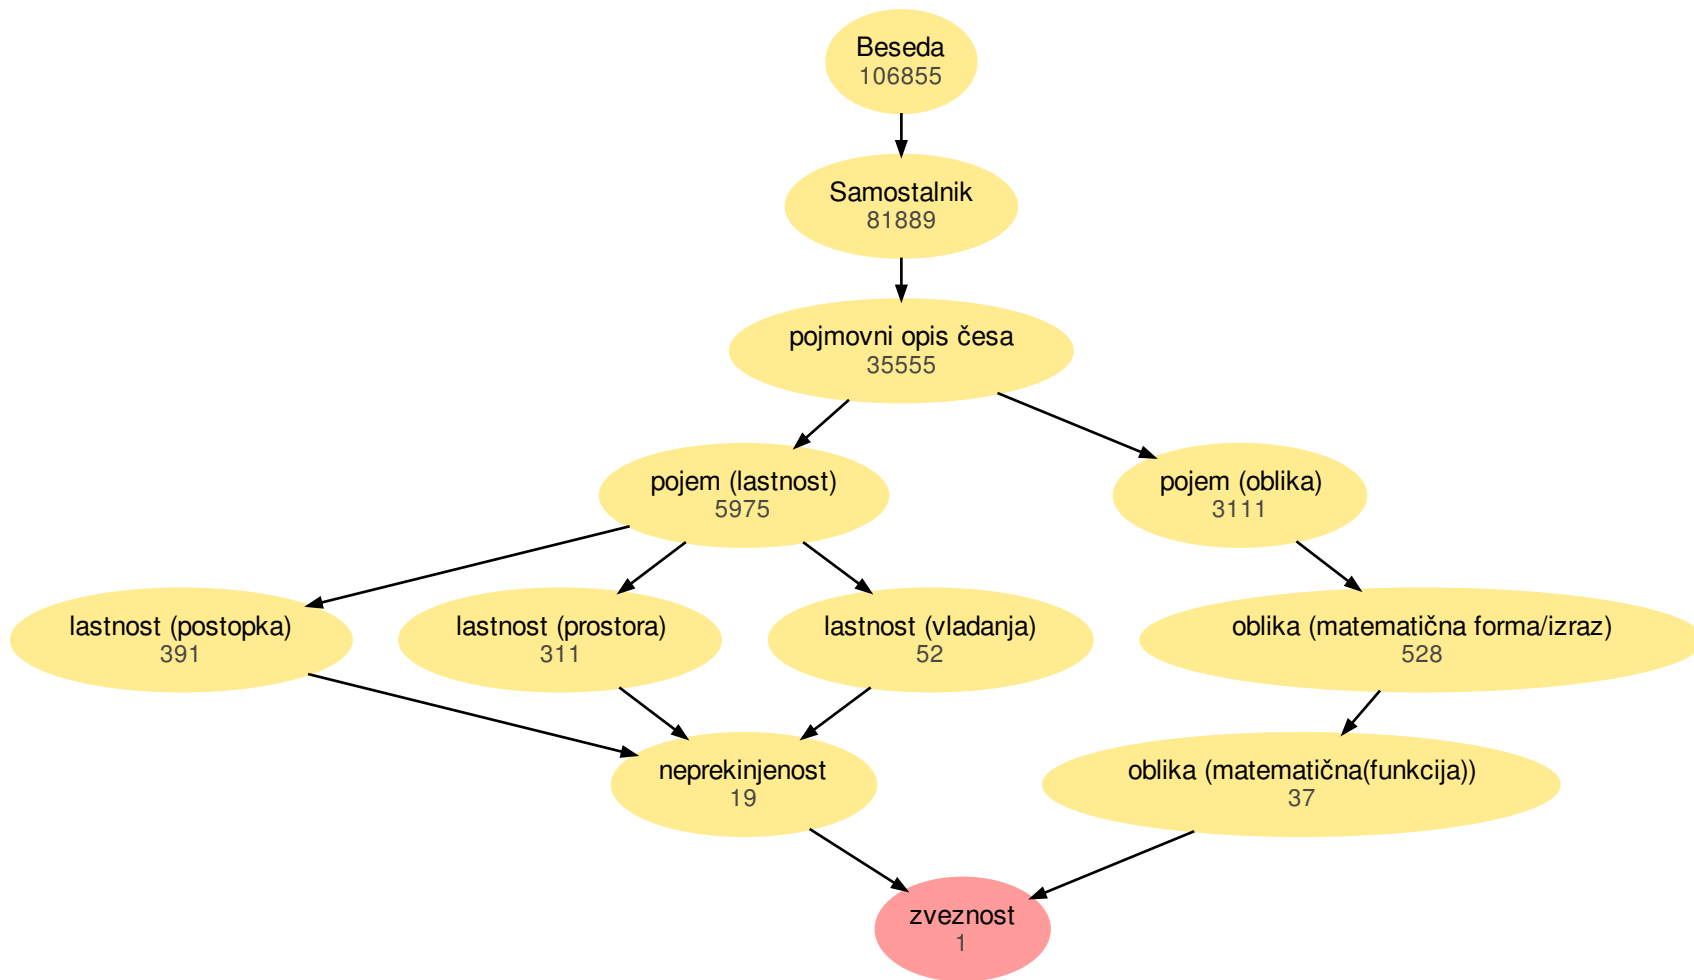 Beseda
106855
Samostalnik
81889
pojmovni opis česa
35555
pojem (lastnost)
5975
pojem (oblika)
3111
lastnost (postopka)
391
lastnost (prostora)
311
lastnost (vladanja)
52
oblika (matematična forma/izraz)
528
neprekinjenost
19
oblika (matematična(funkcija))
37
zveznost
1